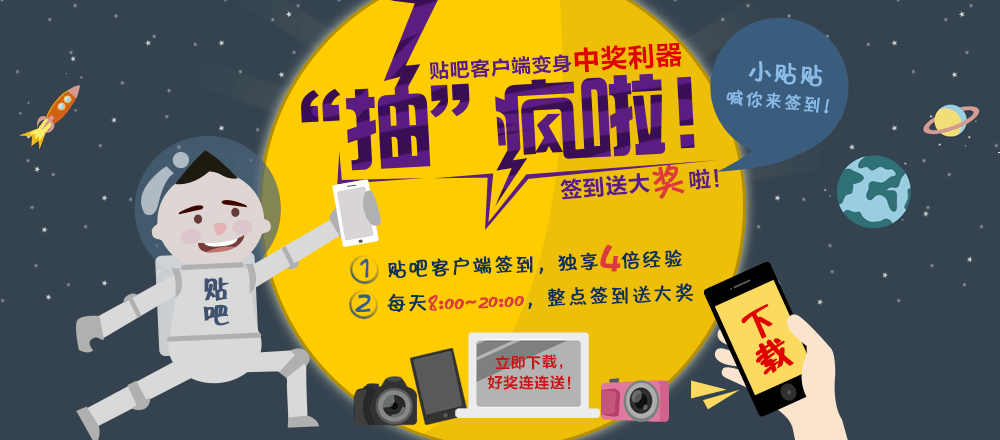 贴吧客户端变身中奖利器
“抽”疯啦！
签到送大奖啦！
小贴贴
喊你来签到！
1 贴吧客户端签到，独享4倍经验
2 每天8:00~20:00，整点签到送大奖
贴吧
立即下载，
好奖连连送！
下载